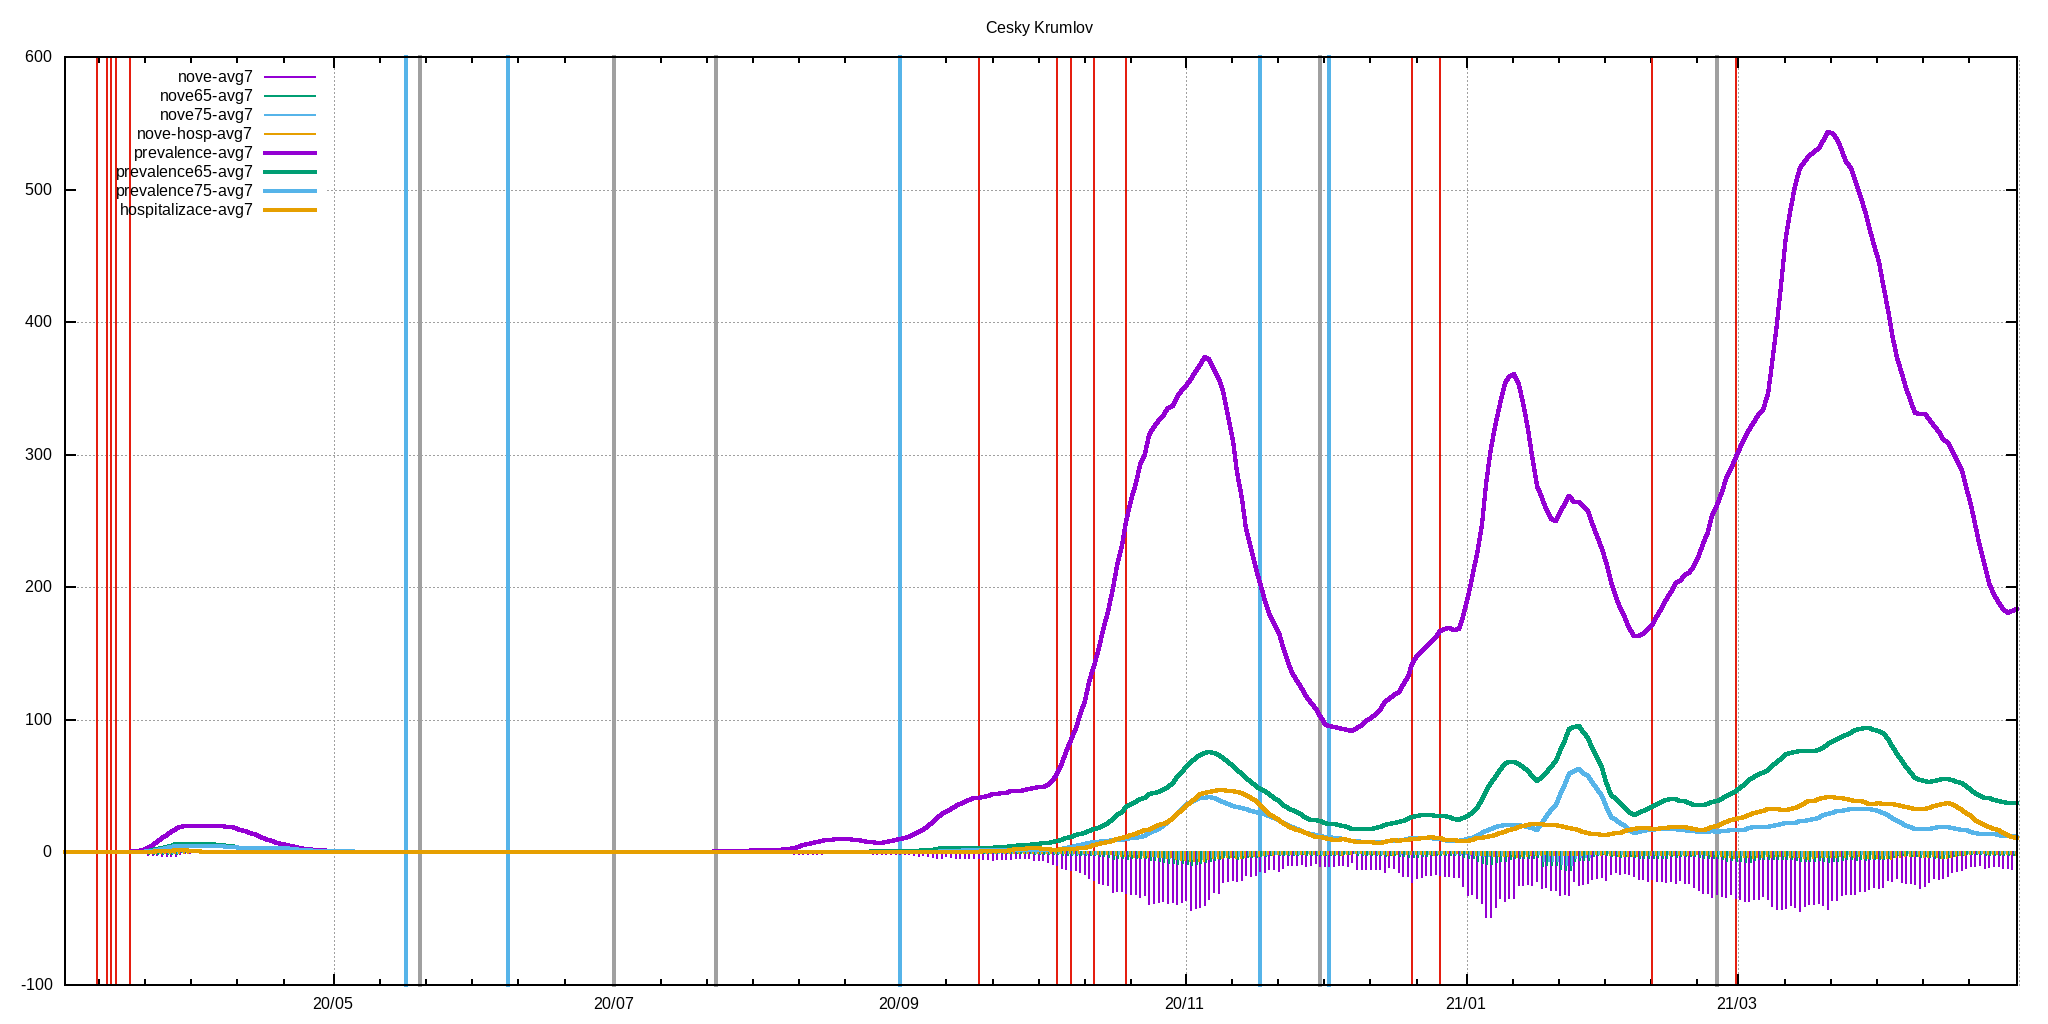 Cesky Krumlov
600
500
400
300
200
100
0
-100
nove-avg7
nove65-avg7
nove75-avg7
nove-hosp-avg7
prevalence-avg7
prevalence65-avg7
prevalence75-avg7
hospitalizace-avg7
20/05
20/07
20/09
20/11
21/01
21/03